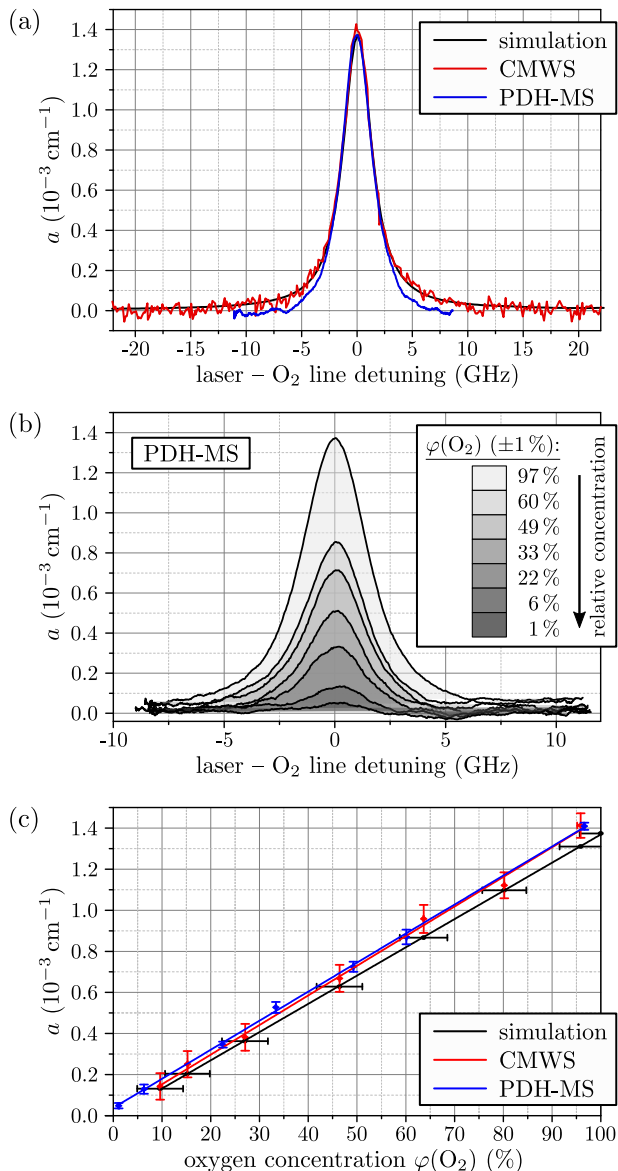 (a)
simulation
CMWS
PDH-MS
1.4
1.2
1.0
0.8
0.6
0.4
0.2
0.0
a (10⁻³ cm⁻¹)
-20 -15 -10 -5 0 5 10 15 20
laser – O₂ line detuning (GHz)
(b)
PDH-MS
φ(O₂) (±1 %):
97 %
60 %
49 %
33 %
22 %
6 %
1 %
relative concentration
1.4
1.2
1.0
0.8
0.6
0.4
0.2
0.0
a (10⁻³ cm⁻¹)
-10 -5 0 5 10
laser – O₂ line detuning (GHz)
(c)
1.4
1.2
1.0
0.8
0.6
0.4
0.2
0.0
a (10⁻³ cm⁻¹)
simulation
CMWS
PDH-MS
0 10 20 30 40 50 60 70 80 90 100
oxygen concentration φ(O₂) (%)